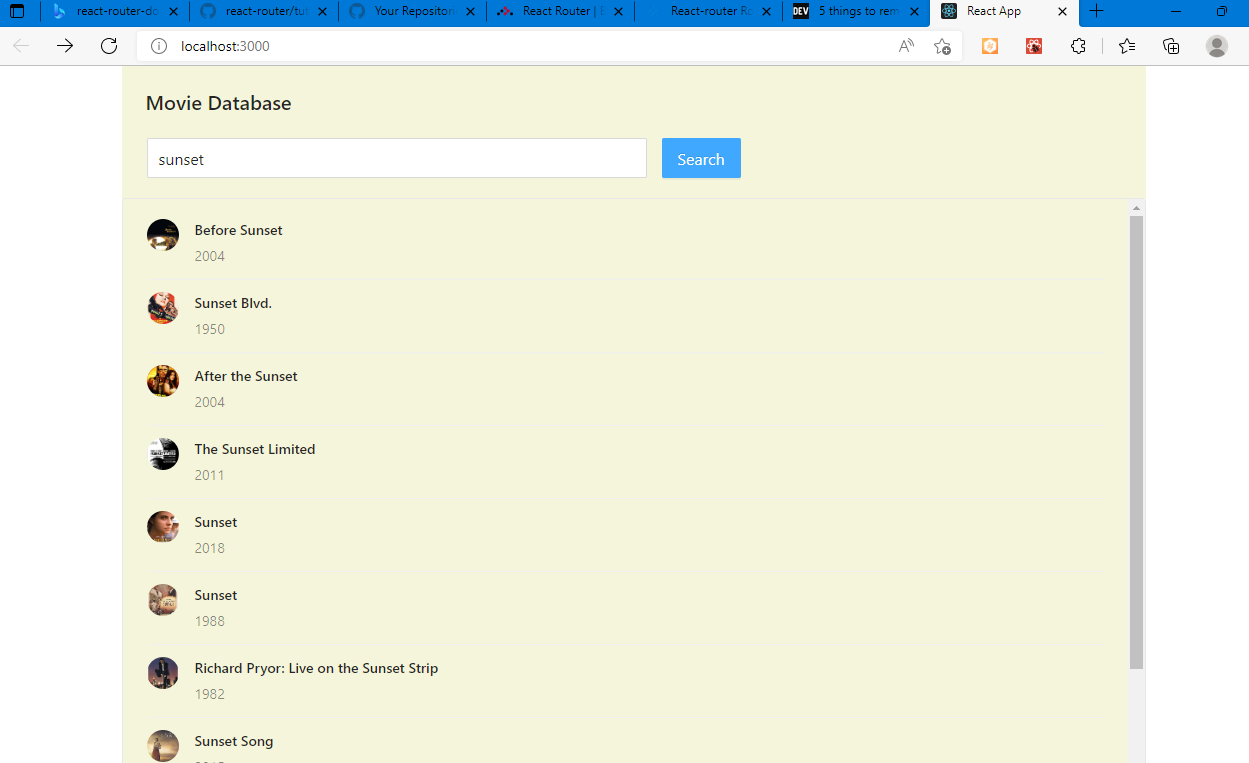 react-router-do
react-router/tut
Your Repositorie
React Router |
React-router Ro
DEV 5 things to rem
React App
localhost:3000
Movie Database
sunset
Search
Before Sunset
2004
Sunset Blvd.
1950
After the Sunset
2004
The Sunset Limited
2011
Sunset
2018
Sunset
1988
Richard Pryor: Live on the Sunset Strip
1982
Sunset Song